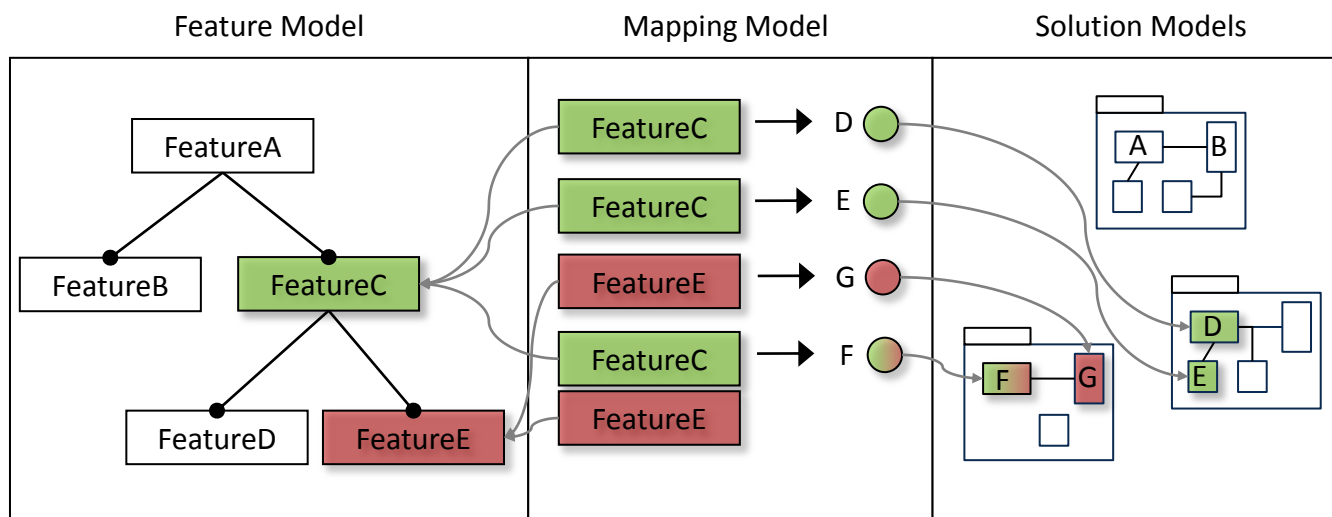 Feature Model
Mapping Model
Solution Models
FeatureA
FeatureB
FeatureC
FeatureD
FeatureE
FeatureC
D
FeatureC
E
FeatureE
G
FeatureC
F
FeatureE
A
B
D
E
F
G